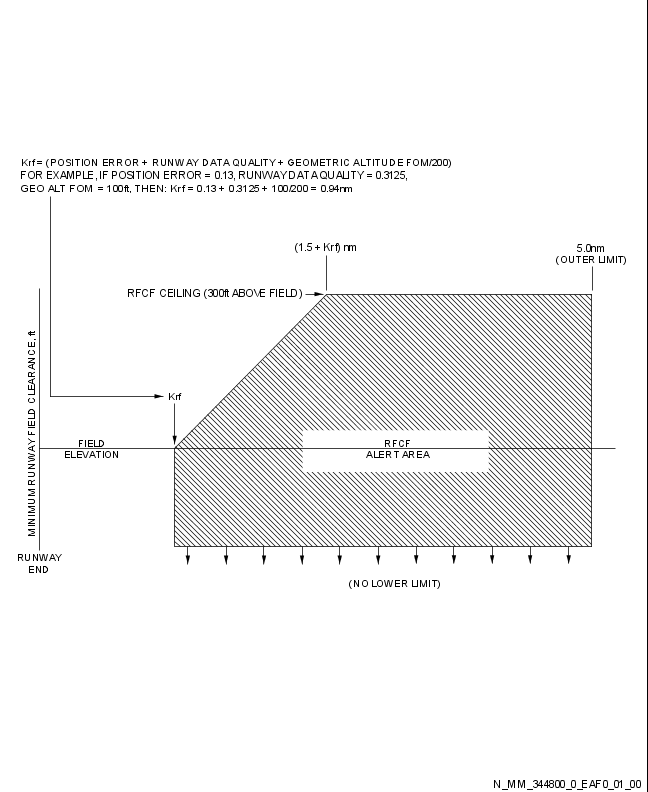 Krf = (POSITION ERROR + RUNWAY DATA QUALITY + GEOMETRIC ALTITUDE FOM/200)
FOR EXAMPLE, IF POSITION ERROR = 0.13, RUNWAY DATA QUALITY = 0.3125,
GEO ALT FOM = 100ft, THEN: Krf = 0.13 + 0.3125 + 100/200 = 0.94nm
(1.5 + Krf) nm
5.0nm
(OUTER LIMIT)
RFCF CEILING (300ft ABOVE FIELD)
MINIMUM RUNWAY FIELD CLEARANCE, ft
Krf
FIELD
ELEVATION
RFCF
ALERT AREA
RUNWAY
END
(NO LOWER LIMIT)
N_MM_344800_0_EAF0_01_00